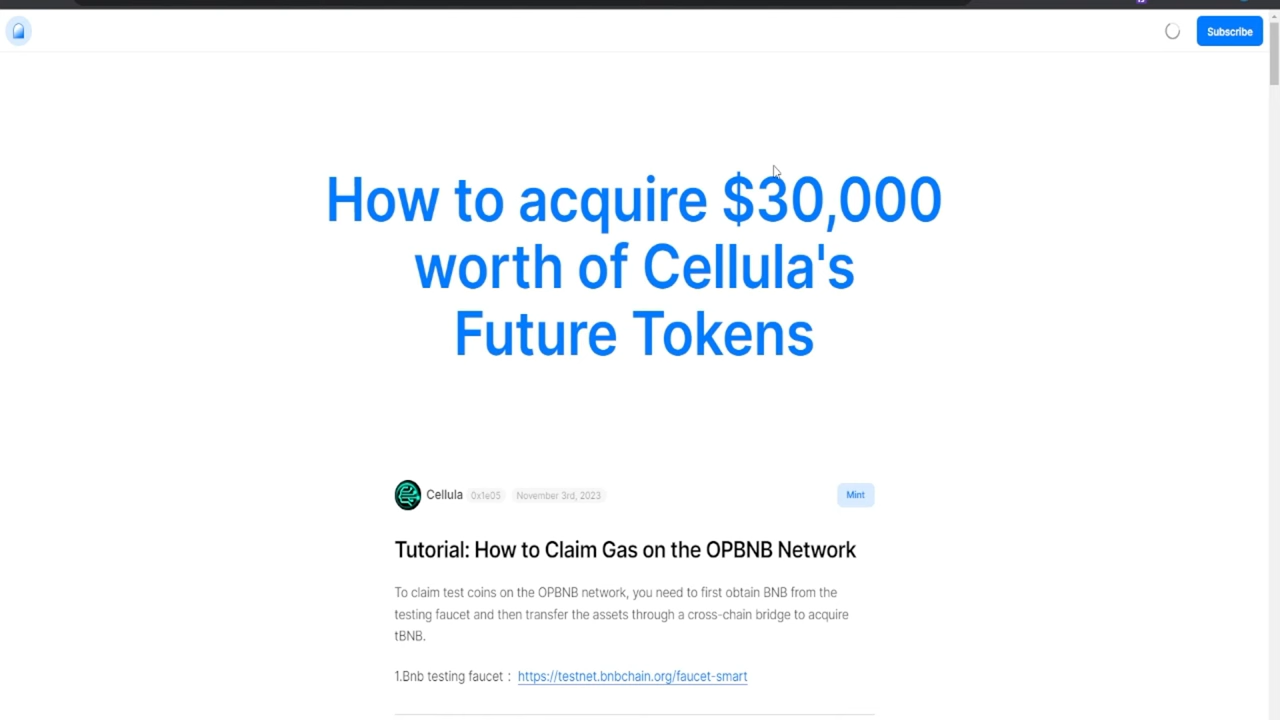 Subscribe
How to acquire $30,000
worth of Cellula's
Future Tokens
Cellula 0x1e05 November 3rd, 2023
Mint
Tutorial: How to Claim Gas on the OPBNB Network
To claim test coins on the OPBNB network, you need to first obtain BNB from the
testing faucet and then transfer the assets through a cross-chain bridge to acquire
tBNB.
1.Bnb testing faucet : https://testnet.bnbchain.org/faucet-smart